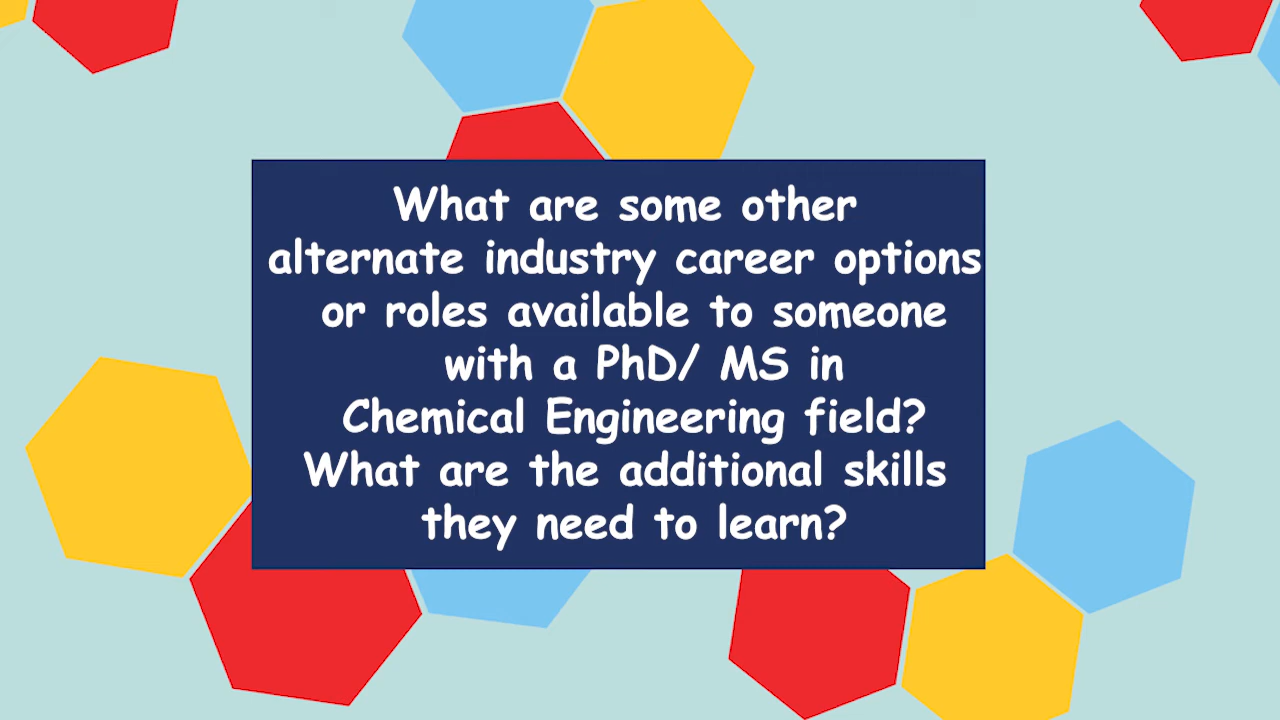 What are some other
alternate industry career options
or roles available to someone
with a PhD/ MS in
Chemical Engineering field?
What are the additional skills
they need to learn?